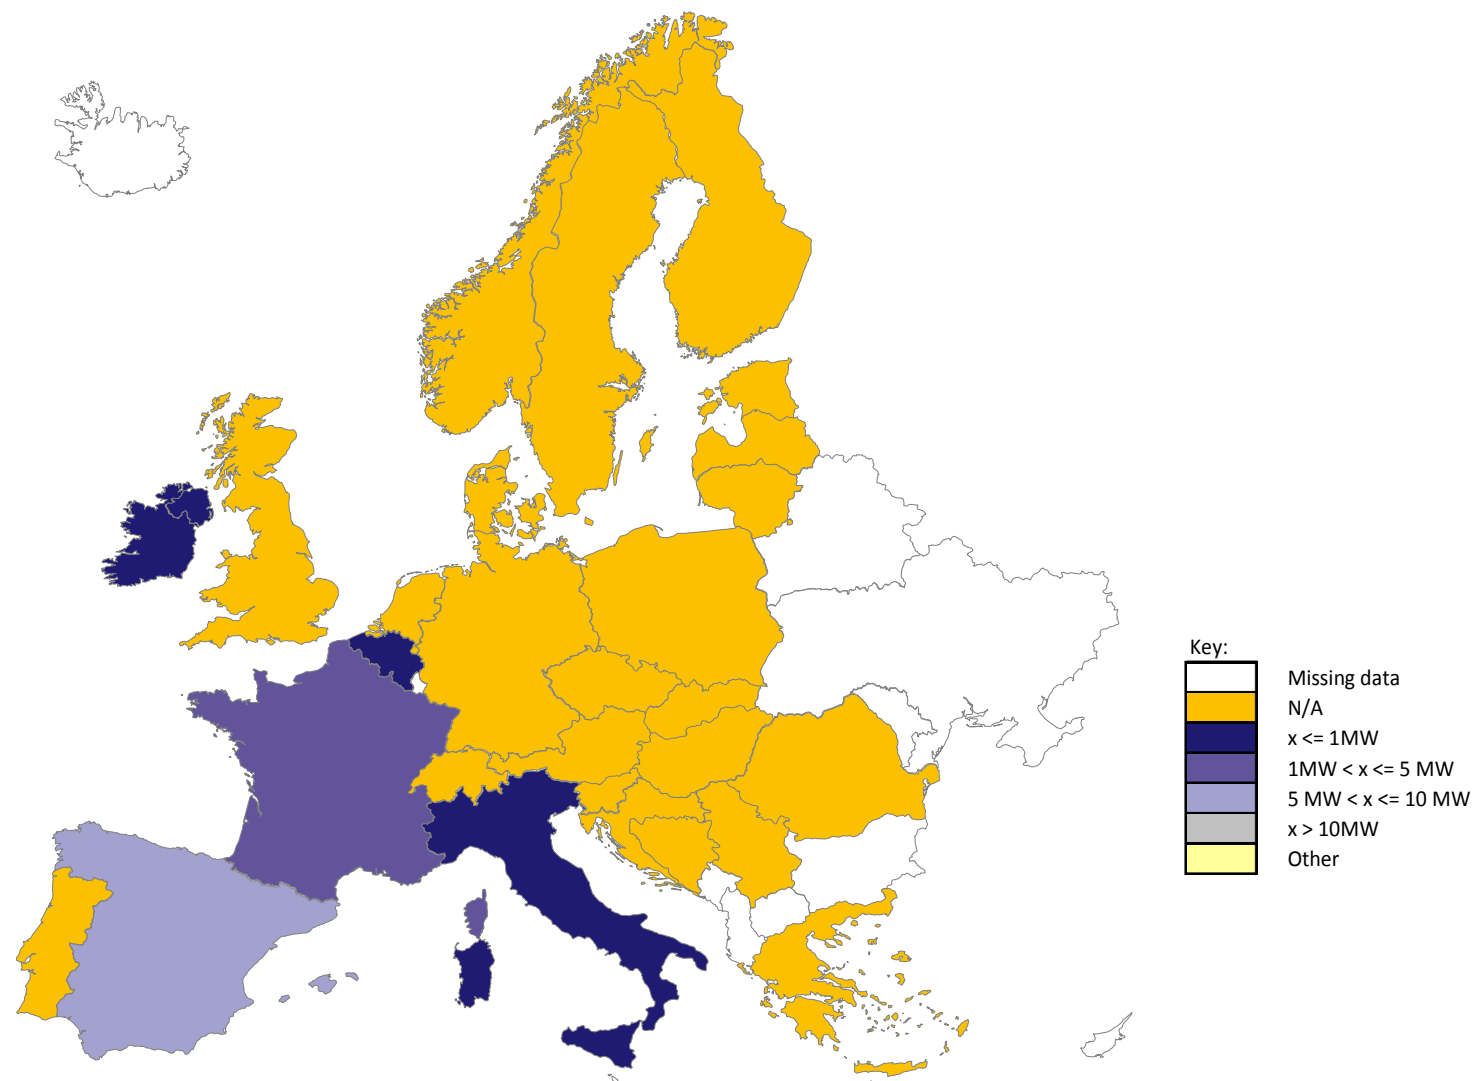 Key:
Missing data
N/A
x <= 1MW
1MW < x <= 5 MW
5 MW < x <= 10 MW
x > 10MW
Other